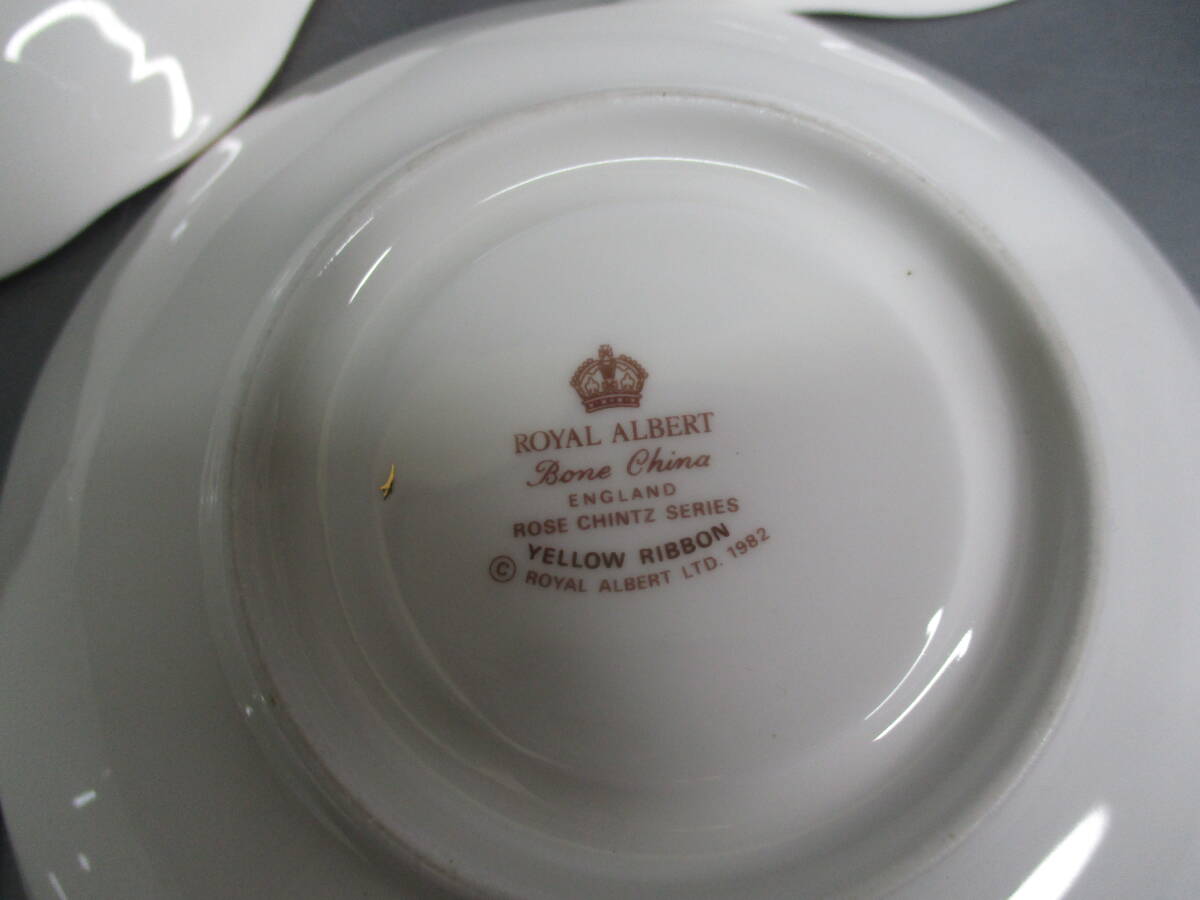 ROYAL ALBERT
Bone China
ENGLAND
ROSE CHINTZ SERIES
YELLOW RIBBON
© ROYAL ALBERT LTD. 1982